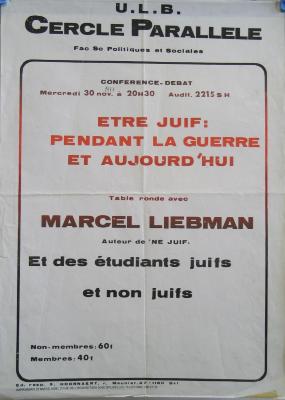 U.L.B.
CERCLE PARALLELE
Fac Sc Politiques et Sociales
CONFERENCE-DEBAT
Mercredi 30 nov. à 20H30 Audit. 2215 S H
ETRE JUIF:
PENDANT LA GUERRE
ET AUJOURD'HUI
Table ronde avec
MARCEL LIEBMAN
Auteur de 'NE JUIF.
Et des étudiants juifs
et non juifs
Non-membres: 60f
Membres: 40f
Ed. resp.